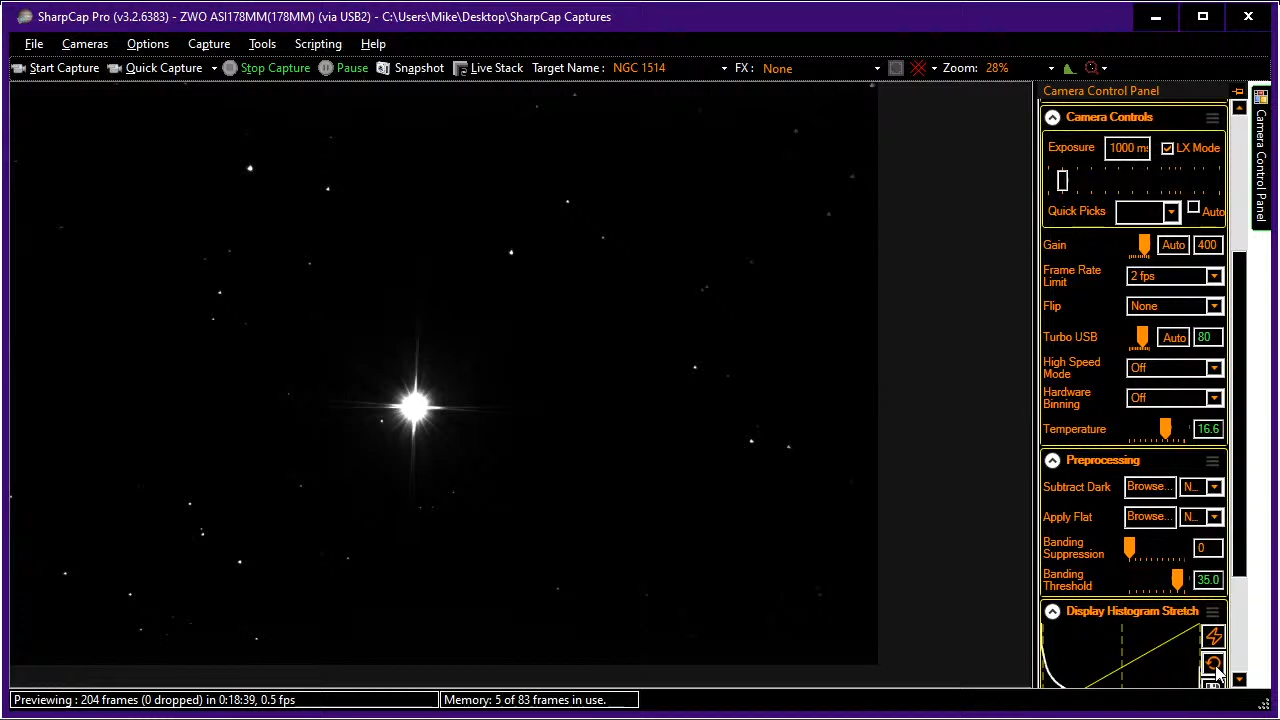 SharpCap Pro (v3.2.6383) - ZWO ASI178MM(178MM) (via USB2) - C:\Users\Mike\Desktop\SharpCap Captures
File Cameras Options Capture Tools Scripting Help
Start Capture Quick Capture Stop Capture Pause Snapshot Live Stack Target Name : NGC 1514 FX : None Zoom: 28%
Camera Control Panel
Camera Controls
Exposure 1000 ms LX Mode
Quick Picks Auto
Gain Auto 400
Frame Rate Limit 2 fps
Flip None
Turbo USB Auto 80
High Speed Mode Off
Hardware Binning Off
Temperature 16.6
Preprocessing
Subtract Dark Browse... N...
Apply Flat Browse... N...
Banding Suppression 0
Banding Threshold 35.0
Display Histogram Stretch
Camera Control Panel
Previewing : 204 frames (0 dropped) in 0:18:39, 0.5 fps
Memory: 5 of 83 frames in use.